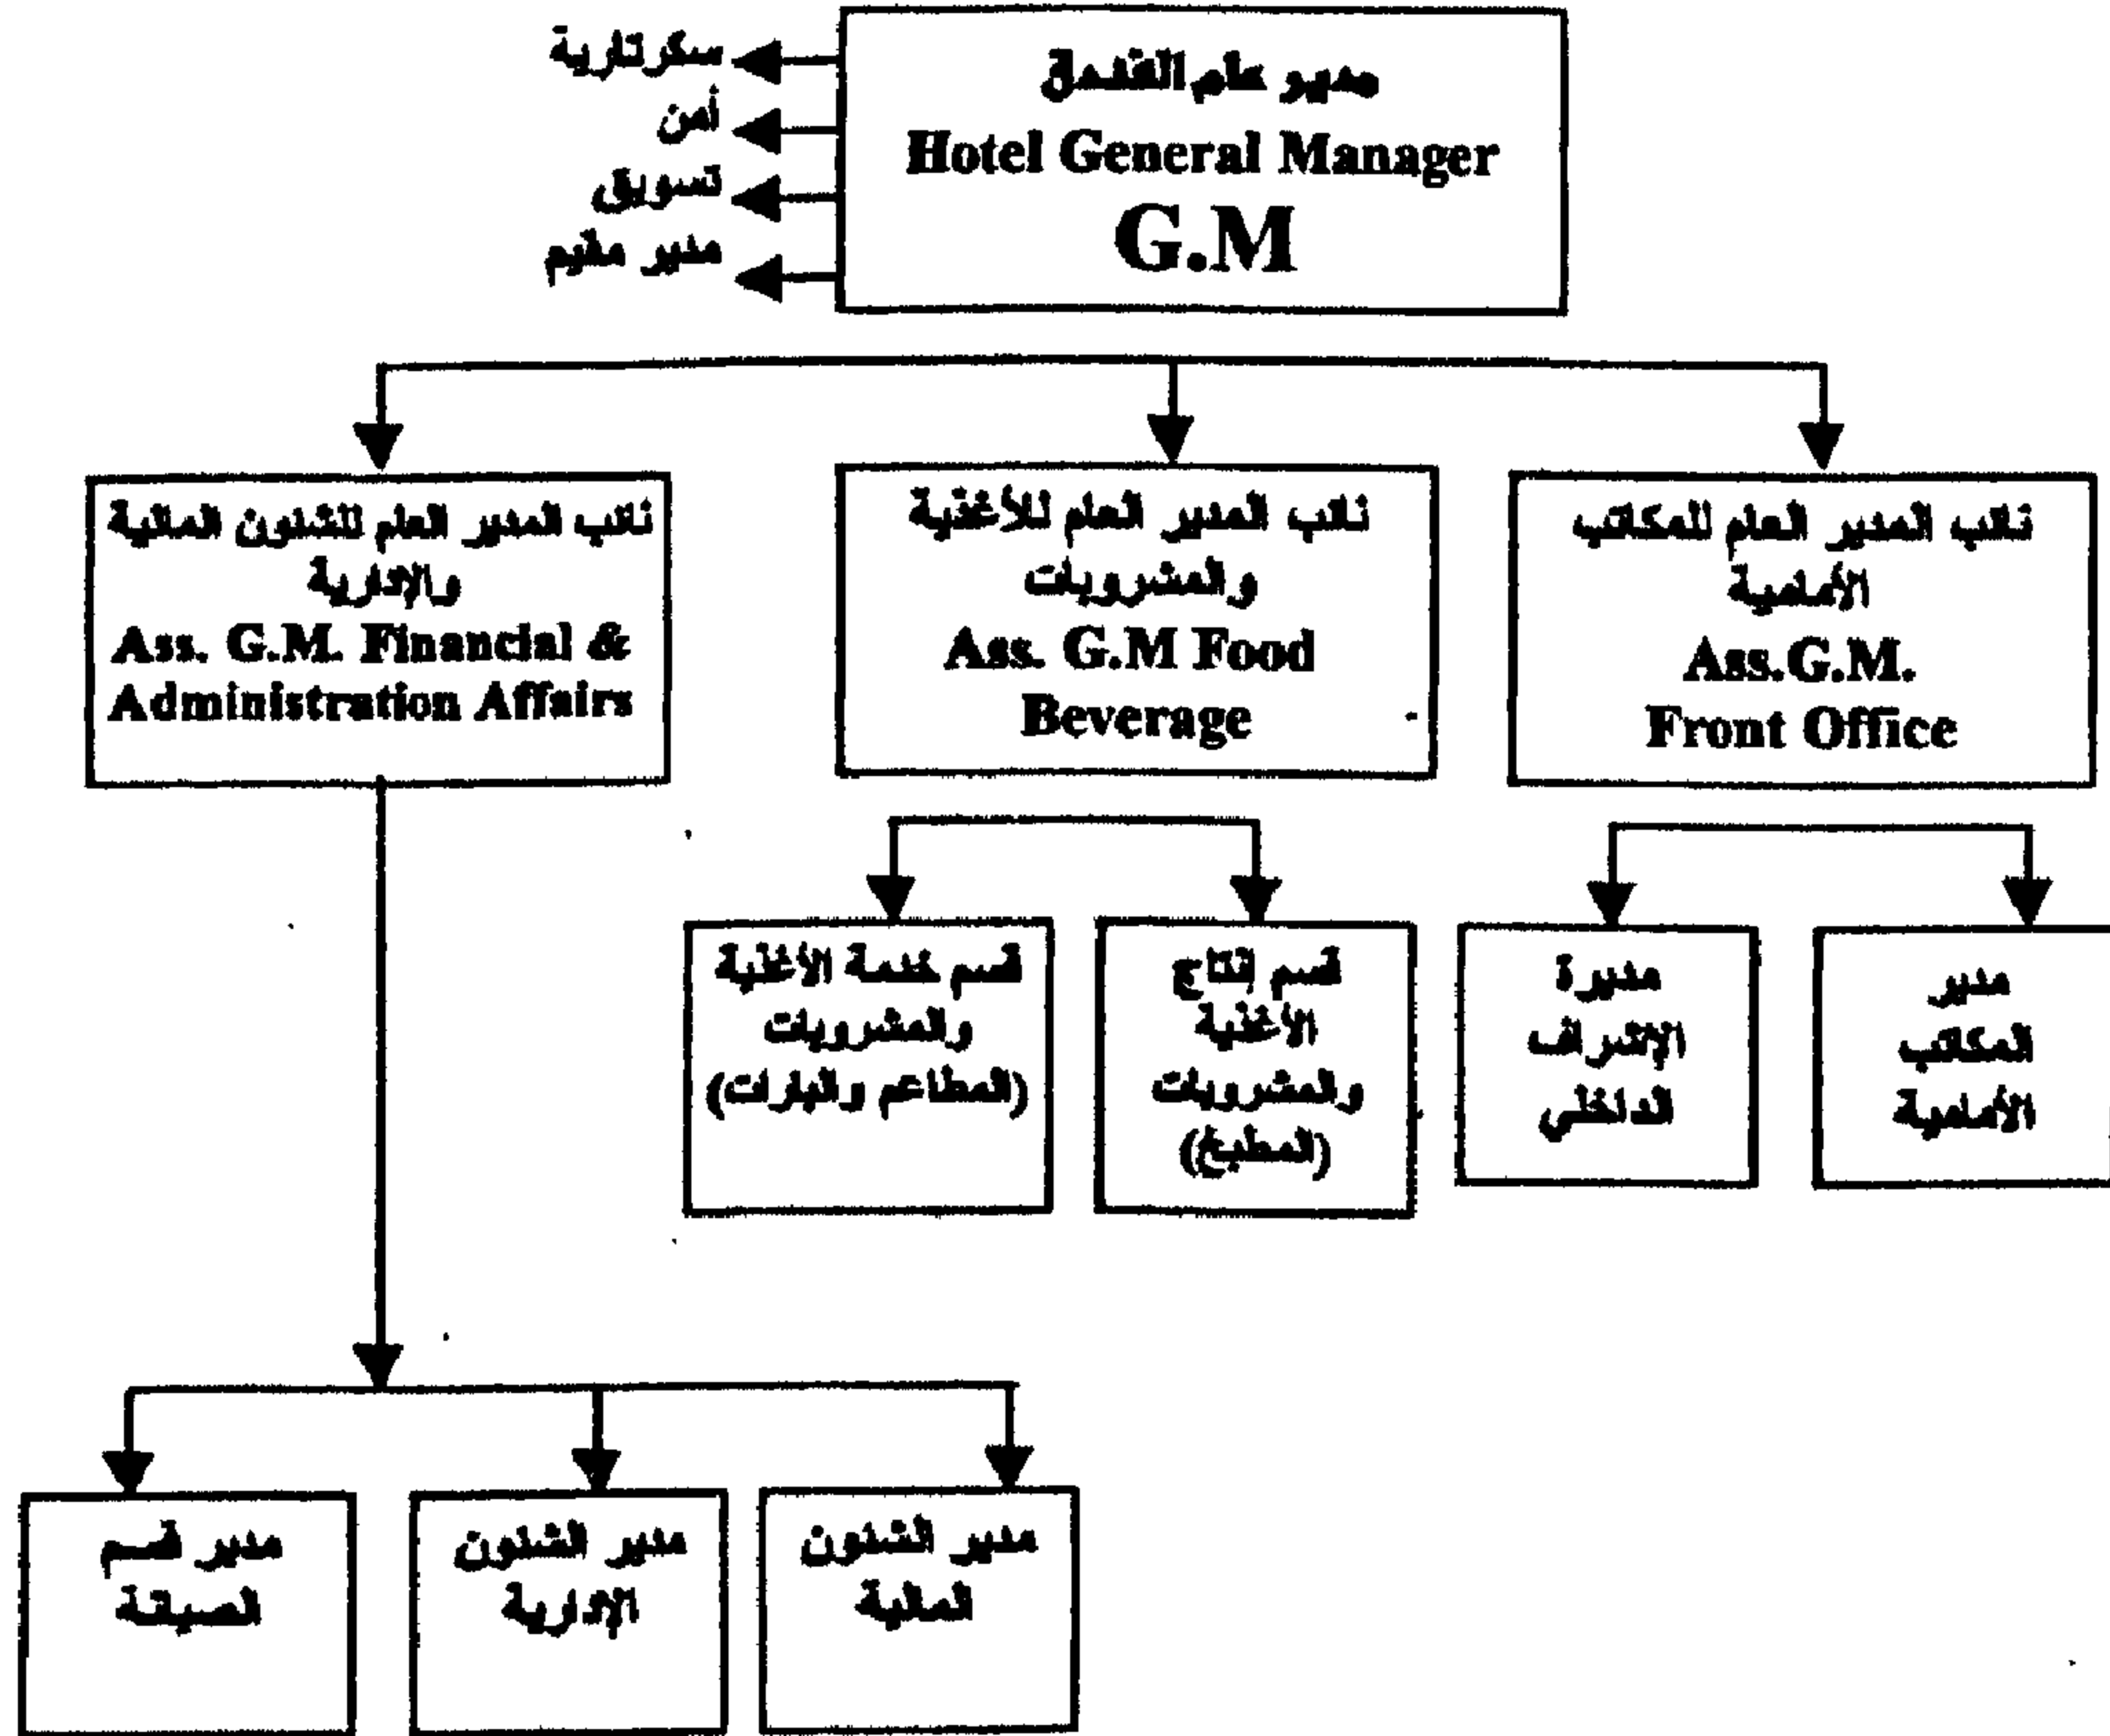 مدير عام الفندق
Hotel General Manager
G.M
سكرتارية
أمن
تسويق
مدير مقيم
نائب المدير العام للمكاتب
الأمامية
Ass.G.M.
Front Office
نائب المدير العام للأغذية
والمشروبات
Ass. G.M Food
Beverage
نائب المدير العام للشئون المالية
والإدارية
Ass. G.M. Financial &
Administration Affairs
مدير
المكاتب
الأمامية
مديرة
الإشراف
الداخلي
قسم إنتاج
الأغذية
والمشروبات
(المطبخ)
قسم خدمة الأغذية
والمشروبات
(المطاعم والبارات)
مدير الشئون
المالية
مدير الشئون
الإدارية
مدير قسم
الصيانة